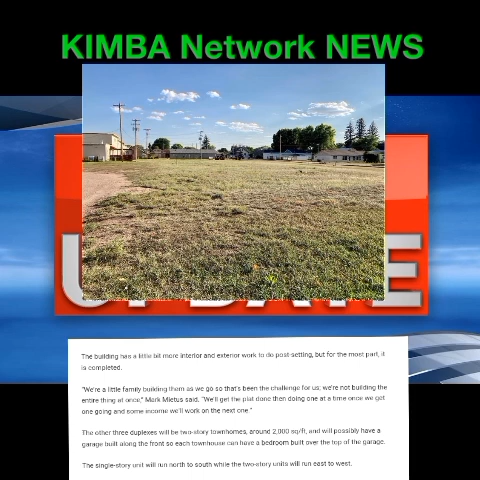 KIMBA Network NEWS
UPDATE
The building has a little bit more interior and exterior work to do post-setting, but for the most part, it
is completed.
"We're a little family building them as we go so that's been the challenge for us; we're not building the
entire thing at once," Mark Mietus said. "We'll get the plat done then doing one at a time once we get
one going and some income we'll work on the next one."
The other three duplexes will be two-story townhomes, around 2,000 sq/ft, and will possibly have a
garage built along the front so each townhouse can have a bedroom built over the top of the garage.
The single-story unit will run north to south while the two-story units will run east to west.